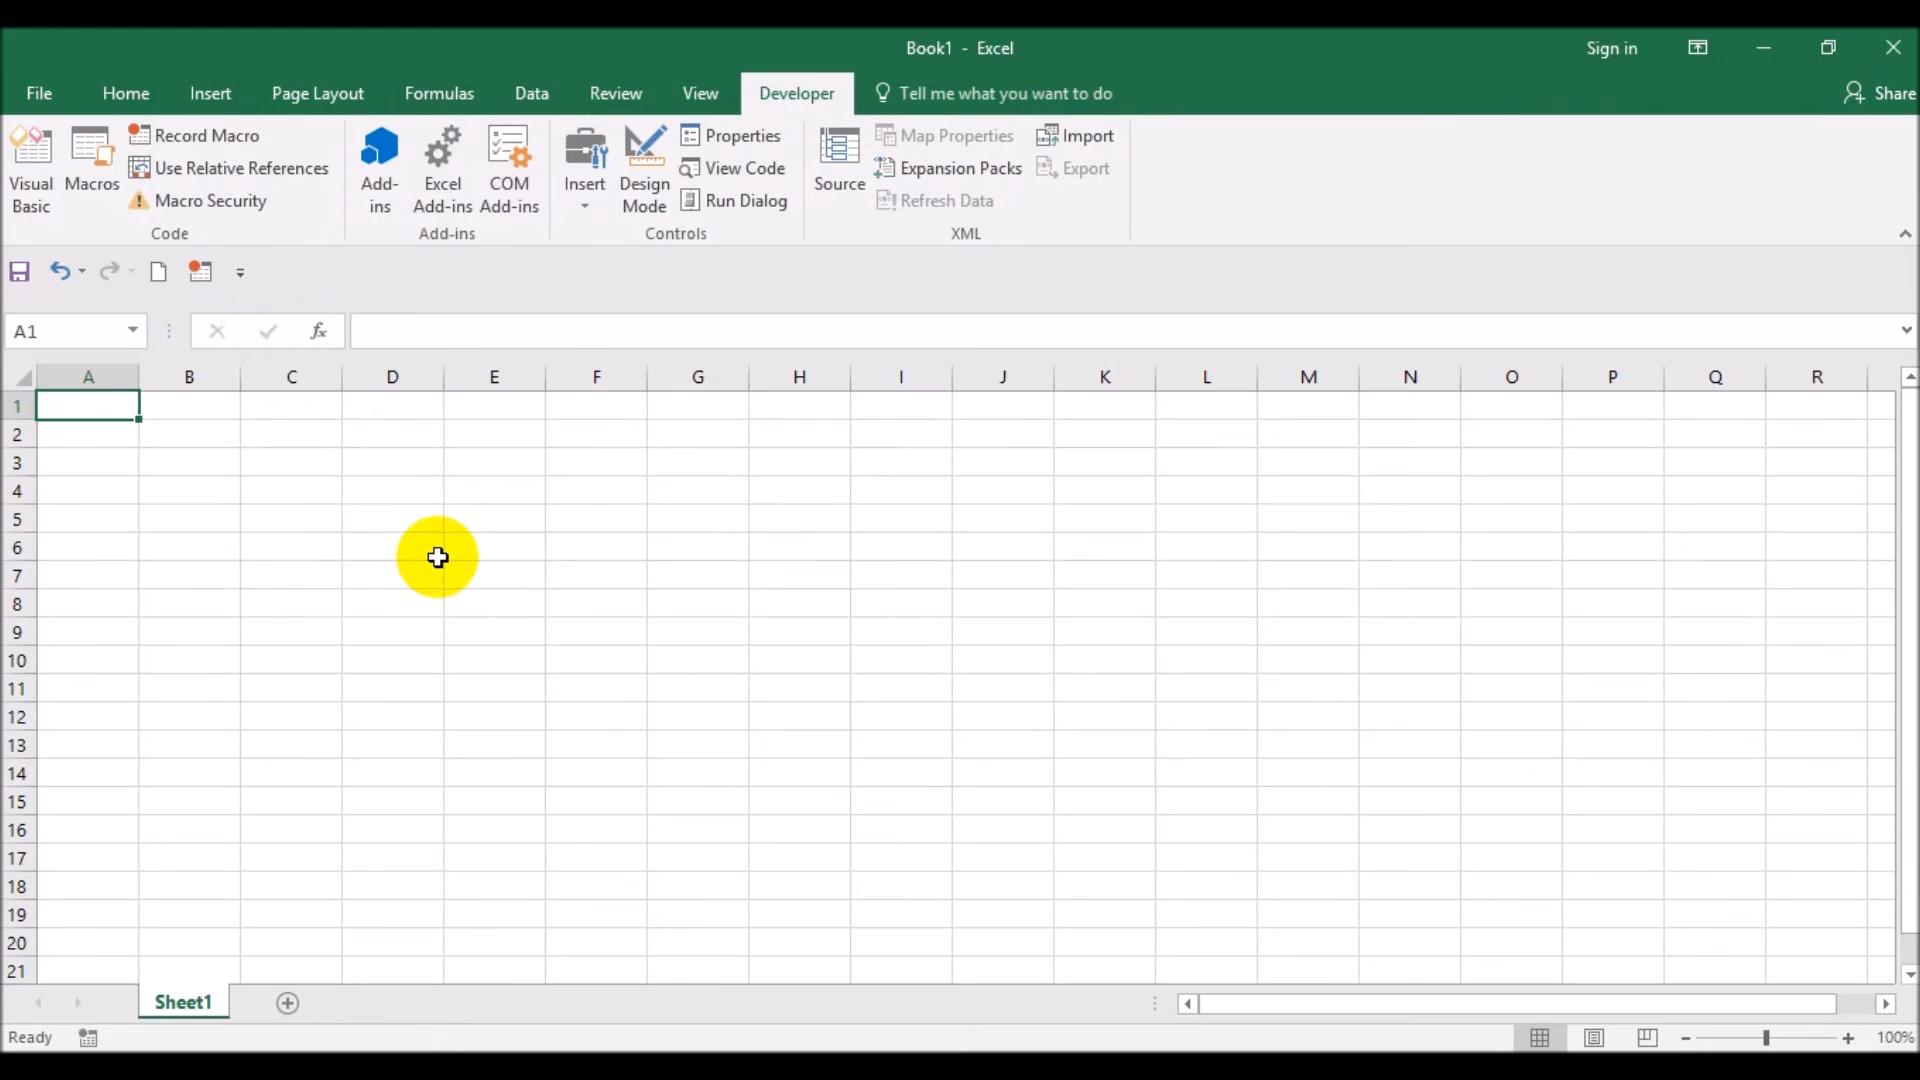 Book1 - Excel
Sign in
File Home Insert Page Layout Formulas Data Review View Developer Tell me what you want to do Share
Visual Basic
Macros
Record Macro
Use Relative References
Macro Security
Code
Add-ins
Excel Add-ins
COM Add-ins
Add-ins
Insert
Design Mode
Properties
View Code
Run Dialog
Controls
Source
Map Properties
Expansion Packs
Refresh Data
Import
Export
XML
A1
fx
A B C D E F G H I J K L M N O P Q R
1
2
3
4
5
6
7
8
9
10
11
12
13
14
15
16
17
18
19
20
21
Sheet1
Ready
100%